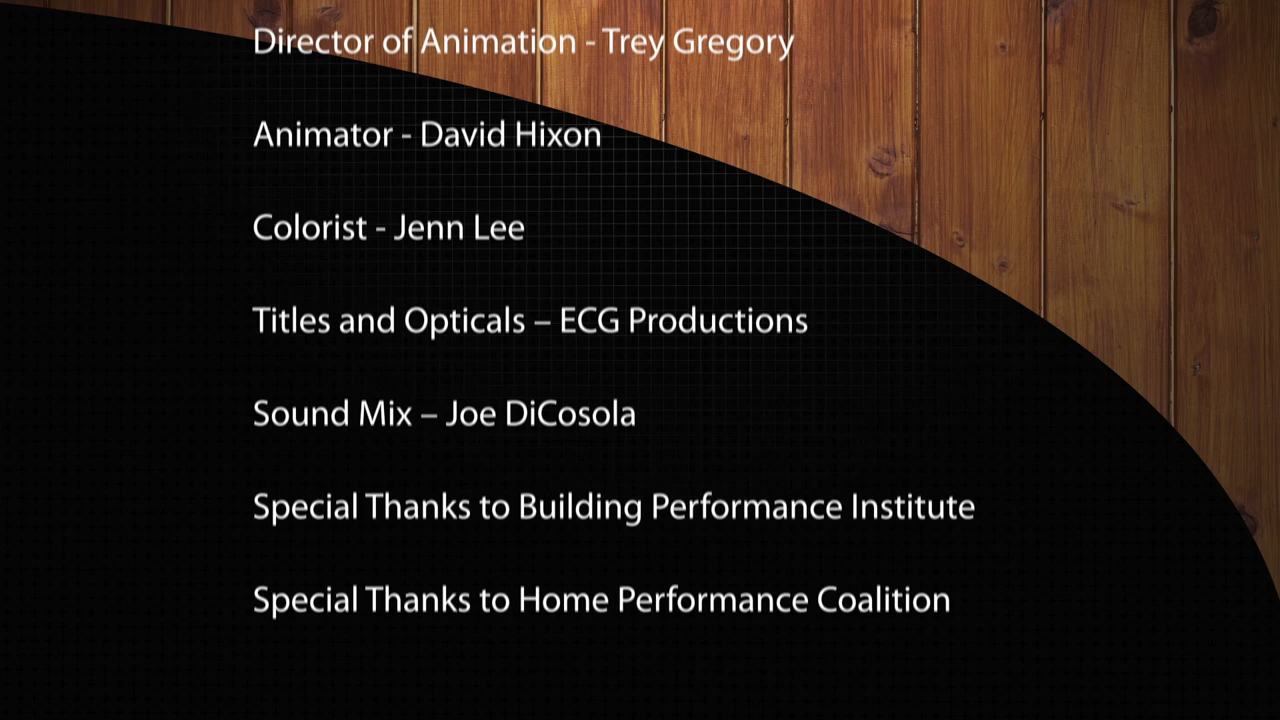 Director of Animation - Trey Gregory
Animator - David Hixon
Colorist - Jenn Lee
Titles and Opticals – ECG Productions
Sound Mix – Joe DiCosola
Special Thanks to Building Performance Institute
Special Thanks to Home Performance Coalition